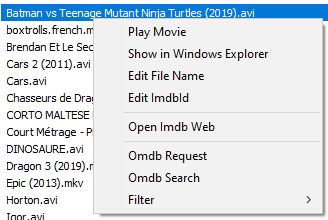 Batman vs Teenage Mutant Ninja Turtles (2019).avi
boxtrolls.french.m
Play Movie
Brendan Et Le Sec
Show in Windows Explorer
Cars 2 (2011).avi
Edit File Name
Cars.avi
Edit ImdbId
Chasseurs de Drag
CORTO MALTESE
Open Imdb Web
Court Métrage - P
DINOSAURE.avi
Omdb Request
Dragon 3 (2019).m
Omdb Search
Epic (2013).mkv
Filter
Horton.avi
Igor.avi